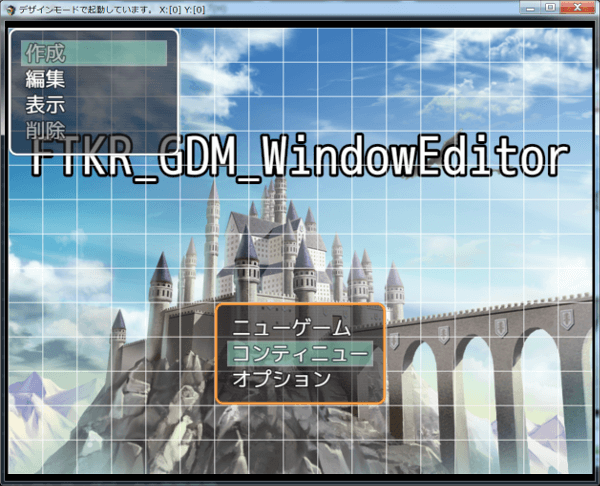 デザインモードで起動しています。 X:[0] Y:[0]
作成
編集
表示
削除
FTKR_GDM_WindowEditor
ニューゲーム
コンティニュー
オプション